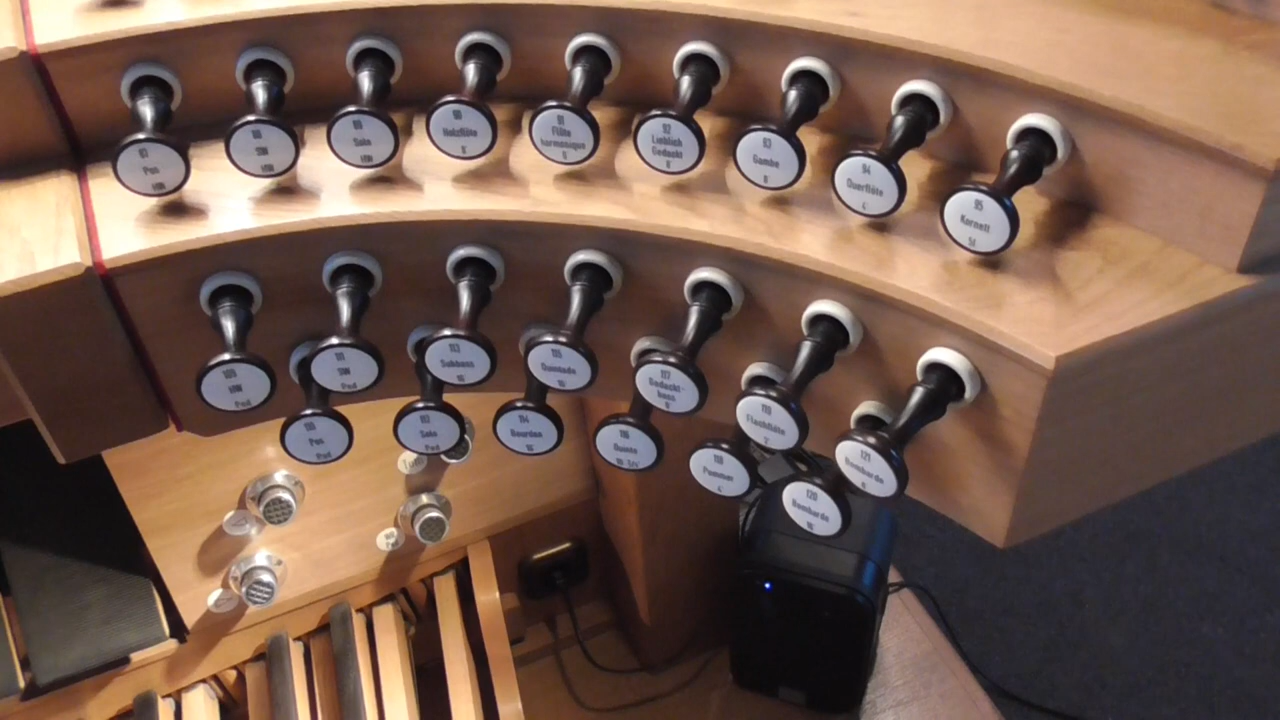 87
Pos
HW
88
SW
HW
89
Solo
HW
90
Holzflöte
8'
91
Flûte
harmonique
8'
92
Lieblich
Gedackt
8'
93
Gambe
8'
94
Querflöte
4'
95
Kornett
5f
109
HW
Ped
111
SW
Ped
113
Subbass
16'
115
Quintade
16'
117
Gedackt-
bass
8'
119
Flachflöte
2'
121
Bombarde
8'
110
Pos
Ped
112
Solo
Ped
114
Bourdon
16'
116
Quinte
10 2/3'
118
Pommer
4'
120
Bombarde
16'